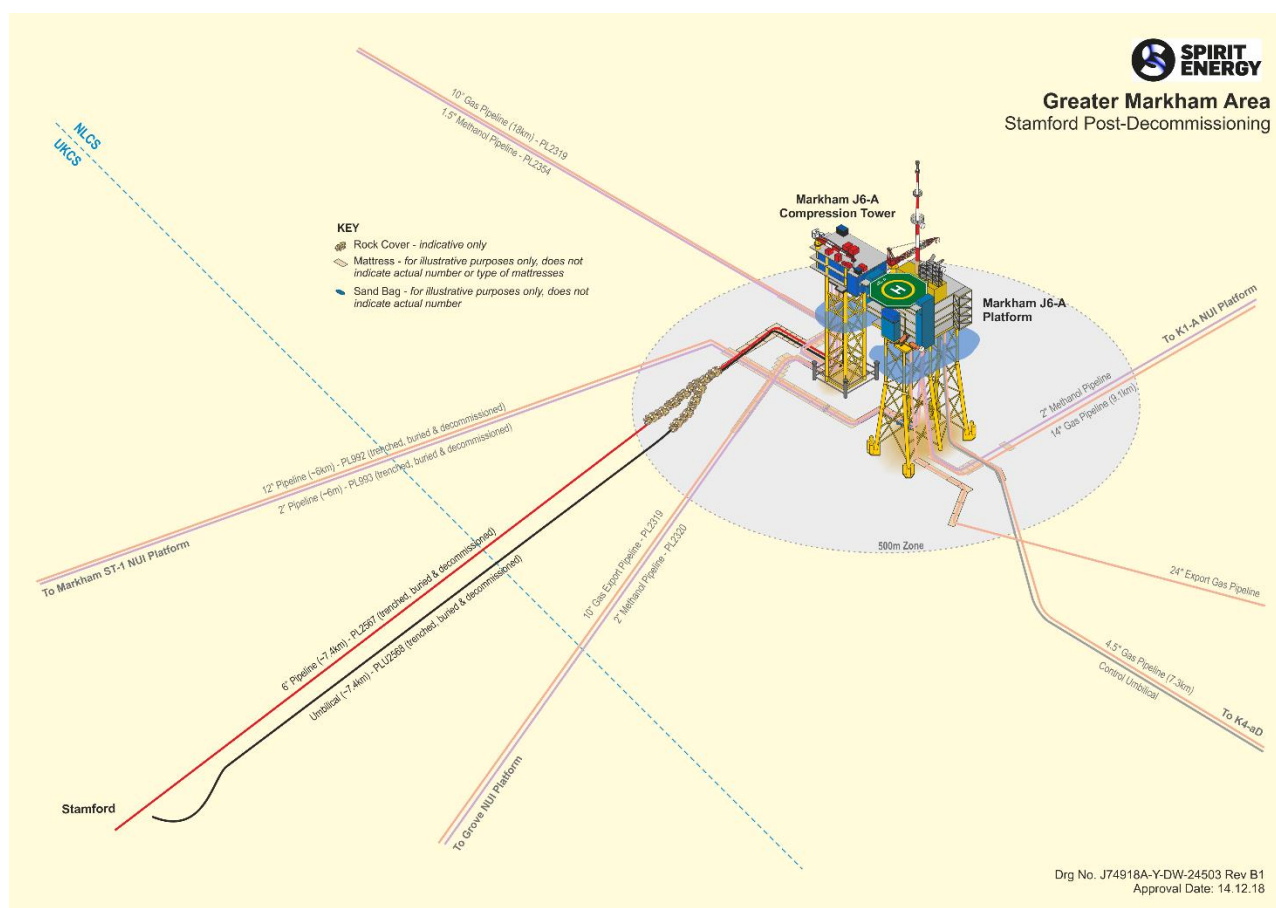 SPIRIT
ENERGY
Greater Markham Area
Stamford Post-Decommissioning
10" Gas Pipeline (18km) - PL2319
1.5" Methanol Pipeline - PL2354
NLCS
UKCS
Markham J6-A
Compression Tower
KEY
Rock Cover - indicative only
Mattress - for illustrative purposes only, does not
indicate actual number or type of mattresses
Sand Bag - for illustrative purposes only, does not
indicate actual number
Markham J6-A
Platform
H
To K1-A NUI Platform
2" Methanol Pipeline
14" Gas Pipeline (9.1km)
12" Pipeline (~6km) - PL992 (trenched, buried & decommissioned)
2" Pipeline (~6m) - PL993 (trenched, buried & decommissioned)
To Markham ST-1 NUI Platform
500m Zone
10" Gas Export Pipeline - PL2319
2" Methanol Pipeline - PL2320
24" Export Gas Pipeline
6" Pipeline (~7.4km) - PL2567 (trenched, buried & decommissioned)
Umbilical (~7.4km) - PLU2568 (trenched, buried & decommissioned)
4.5" Gas Pipeline (7.3km)
Control Umbilical
To K4-aD
To Grove NUI Platform
Stamford
Drg No. J74918A-Y-DW-24503 Rev B1
Approval Date: 14.12.18